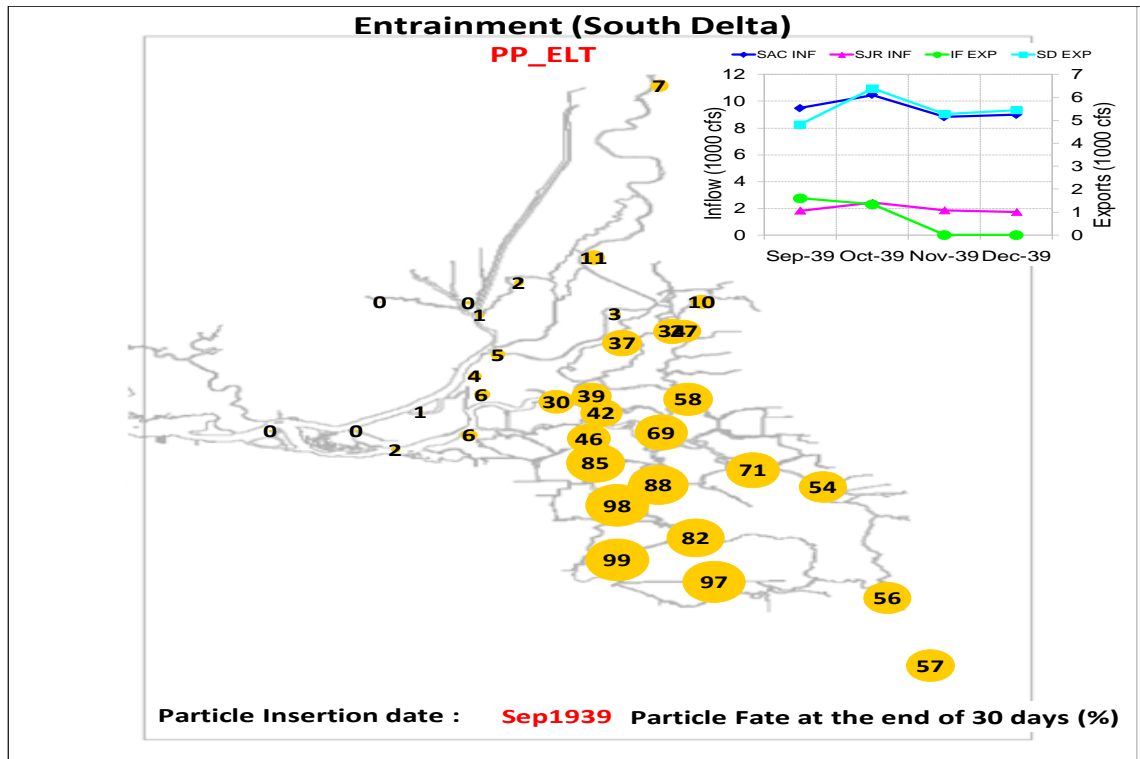 Entrainment (South Delta)
PP_ELT
SAC INF SJR INF IF EXP SD EXP
12
10
8
6
4
2
0
7
6
5
4
3
2
1
0
Inflow (1000 cfs)
Exports (1000 cfs)
Sep-39 Oct-39 Nov-39 Dec-39
7
11
2
0 0 10
1 3
37
5
4
6 30 39 58
1 42
0 0 6 46 69
2 85 71
88 54
98
82
99
97
56
57
Particle Insertion date : Sep1939 Particle Fate at the end of 30 days (%)